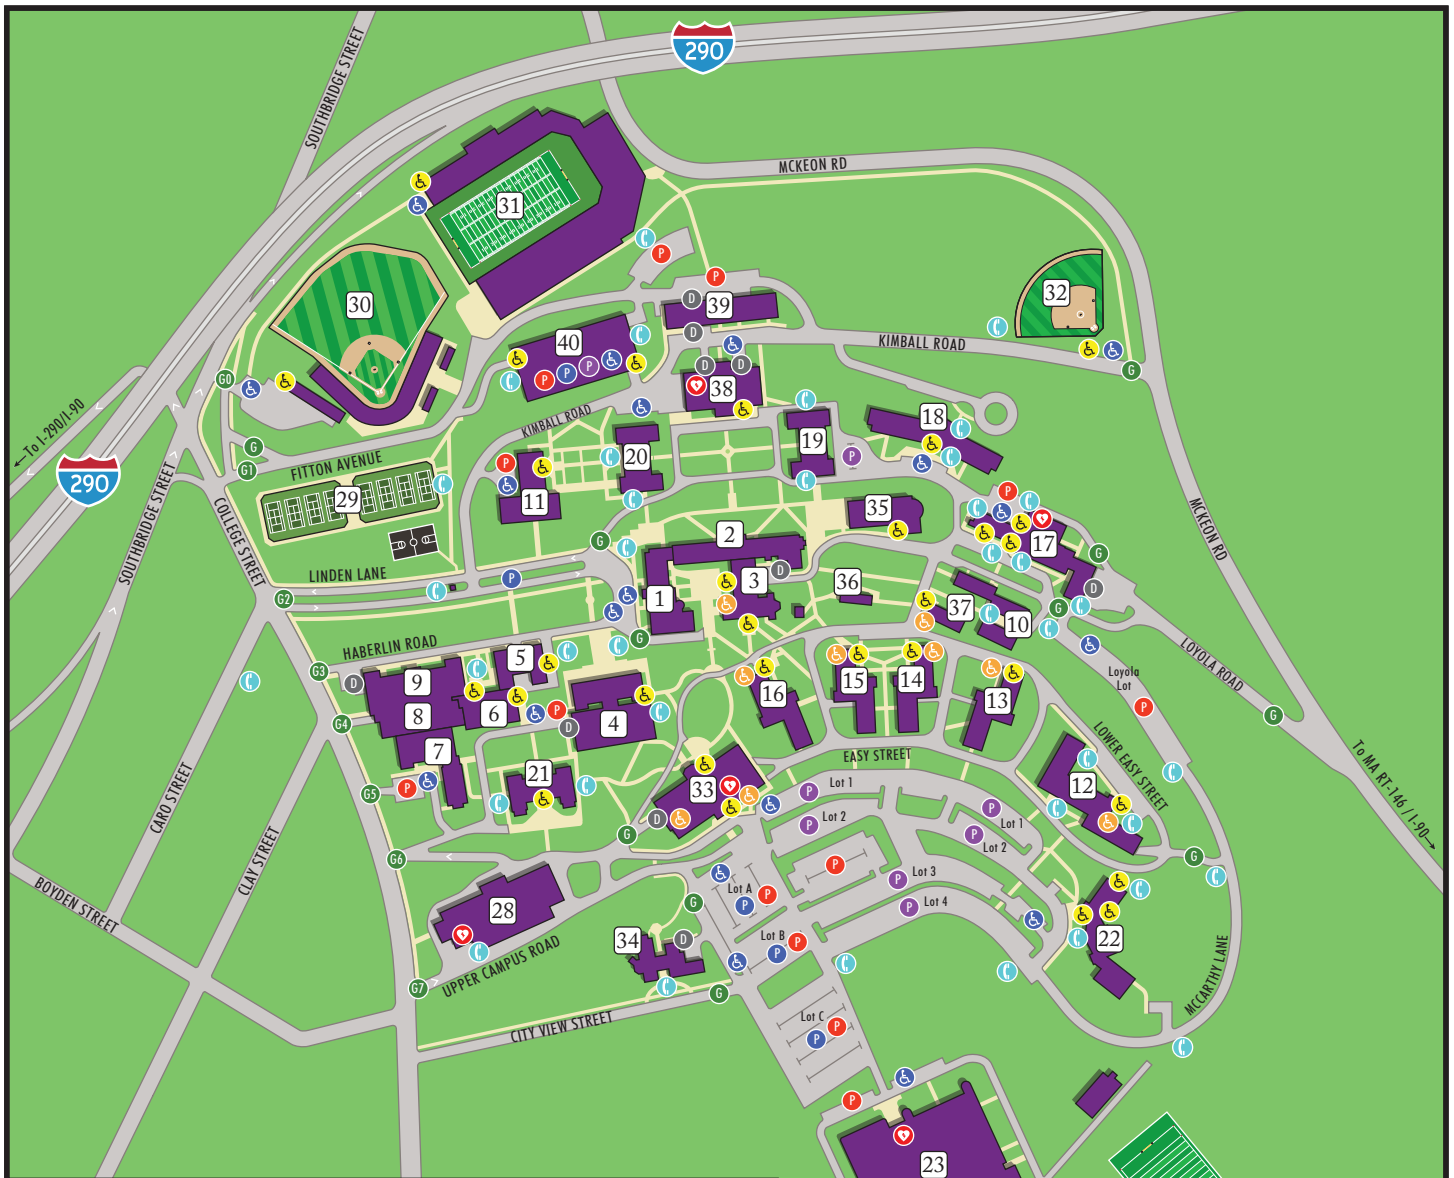 290
SOUTHBRIDGE STREET
MCKEON RD
31
30
32
39
D
P
P
40
D
KIMBALL ROAD
G0
P
P
P
D
D
38
G
To I-290/I-90
290
KIMBALL ROAD
18
19
20
P
G
G1
FITTON AVENUE
29
P
11
SOUTHBRIDGE STREET
COLLEGE STREET
MCKEON RD
35
P
17
G
2
G
LINDEN LANE
P
3
D
36
D
G2
1
37
10
G
HABERLIN ROAD
G
5
LOYOLA ROAD
G3
D
9
15
14
Loyola
Lot
16
13
P
8
6
P
G
G4
4
D
7
EASY STREET
LOWER EASY STREET
To MA RT-146 / I-90
21
G5
P
33
Lot 1
P
12
CARO STREET
D
Lot 2
P
P
Lot 1
P
Lot 2
G
G6
G
P
Lot 3
P
CLAY STREET
Lot A
P
P
Lot 4
P
BOYDEN STREET
28
G
34
D
Lot B
P
P
22
UPPER CAMPUS ROAD
G7
G
MCCARTHY LANE
CITY VIEW STREET
Lot C
P
P
P
23